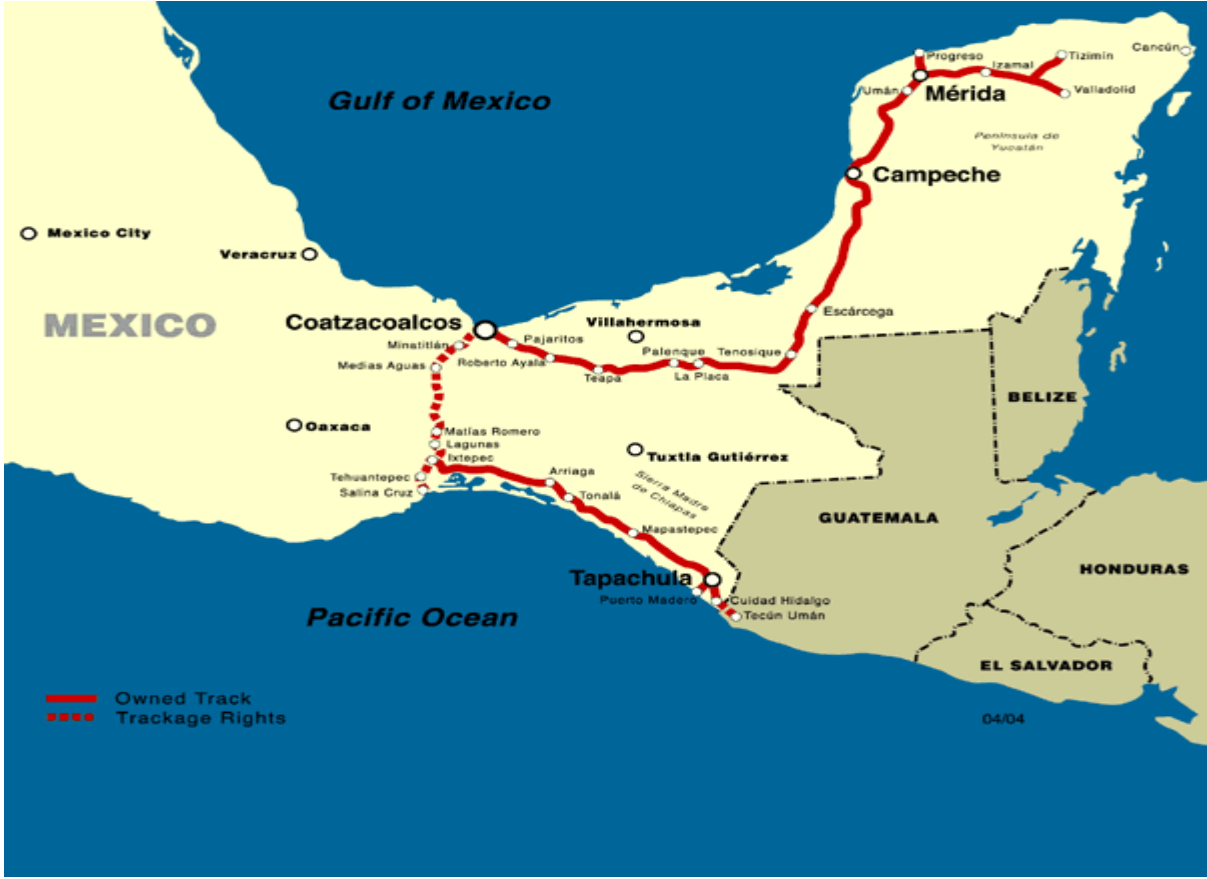 Progreso
Cancún
Tizimín
Izamal
Gulf of Mexico
Umán
Mérida
Valladolid
Península de
Yucatán
Campeche
Mexico City
Veracruz
Escárcega
MEXICO
Coatzacoalcos
Villahermosa
Minatitlán
Pajaritos
Palenque
Tenosique
Medias Aguas
Roberto Ayala
Teapa
La Placa
BELIZE
Oaxaca
Matías Romero
Lagunas
Tuxtla Gutiérrez
Ixtepec
Tehuantepec
Arriaga
Salina Cruz
Tonalá
Sierra Madre
de Chiapas
GUATEMALA
Mapastepec
HONDURAS
Tapachula
Puerto Madero
Cuidad Hidalgo
Tecún Umán
Pacific Ocean
EL SALVADOR
Owned Track
Trackage Rights
04/04